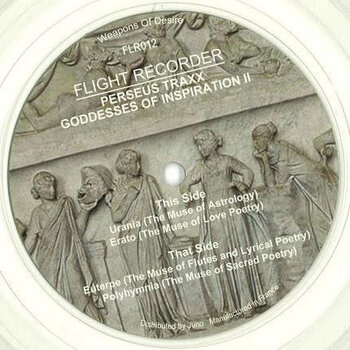 Weapons Of Desire
FLR012
FLIGHT RECORDER
PERSEUS TRAXX
GODDESSES OF INSPIRATION II
This Side
Urania (The Muse of Astrology)
Erato (The Muse of Love Poetry)
That Side
Euterpe (The Muse of Flutes and Lyrical Poetry)
Polyhymnia (The Muse of Sacred Poetry)
Distributed by Juno Manufactured in France